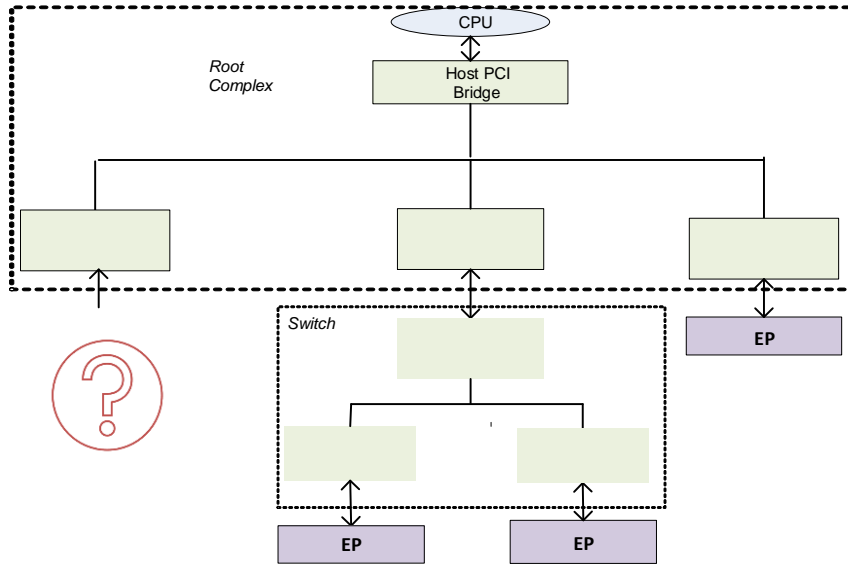 CPU
Root
Complex
Host PCI
Bridge
Switch
EP
EP
EP
?